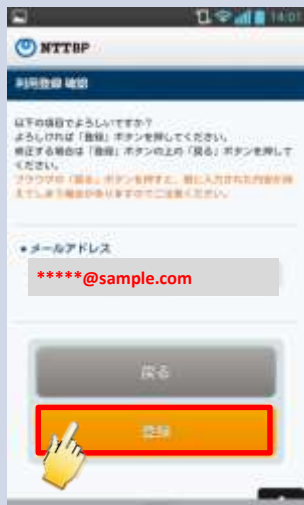 14:01
NTTBP
利用登録 確認
以下の項目でよろしいですか？
よろしければ「登録」ボタンを押してください。
修正する場合は「登録」ボタンの上の「戻る」ボタンを押して
ください。
ブラウザの「戻る」ボタンを押すと、既に入力された内容が消
えてしまう場合がありますのでご注意ください。
●メールアドレス
*****@sample.com
戻る
登録